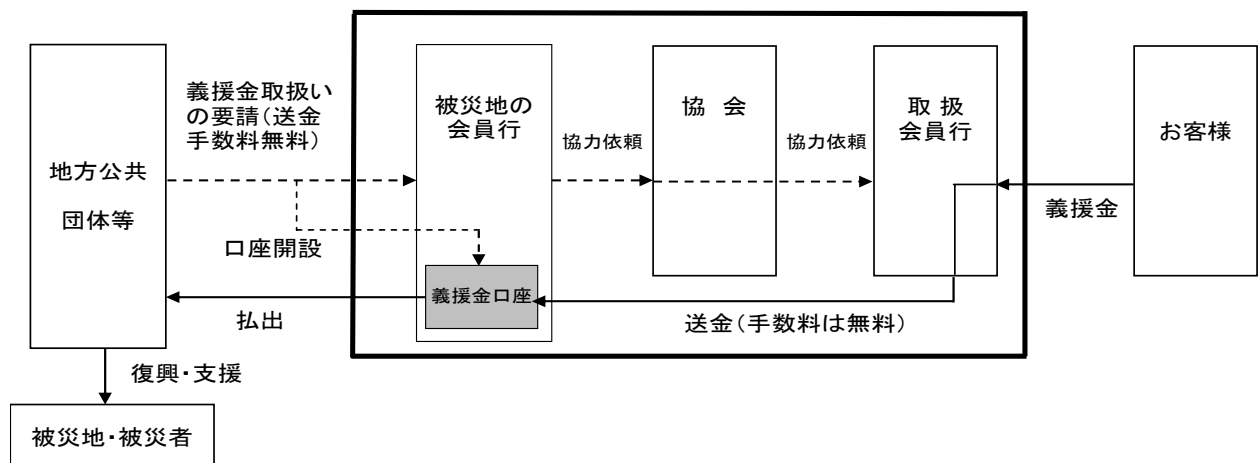 地方公共
団体等
義援金取扱い
の要請(送金
手数料無料)
口座開設
払出
復興・支援
被災地・被災者
被災地の
会員行
義援金口座
協力依頼
協 会
協力依頼
取 扱
会員行
送金(手数料は無料)
義援金
お客様